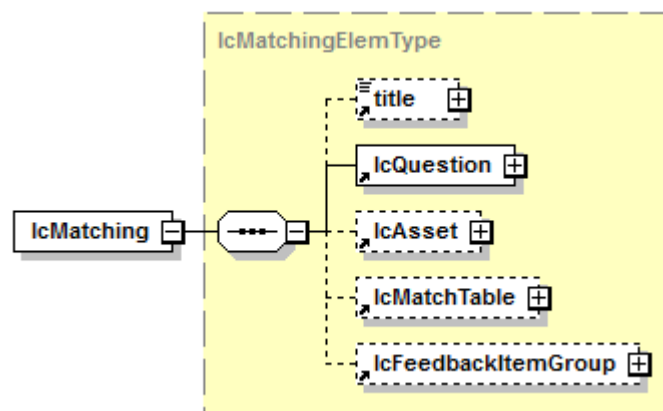 lcMatchingElemType
title
lcQuestion
lcMatching
lcAsset
lcMatchTable
lcFeedbackItemGroup